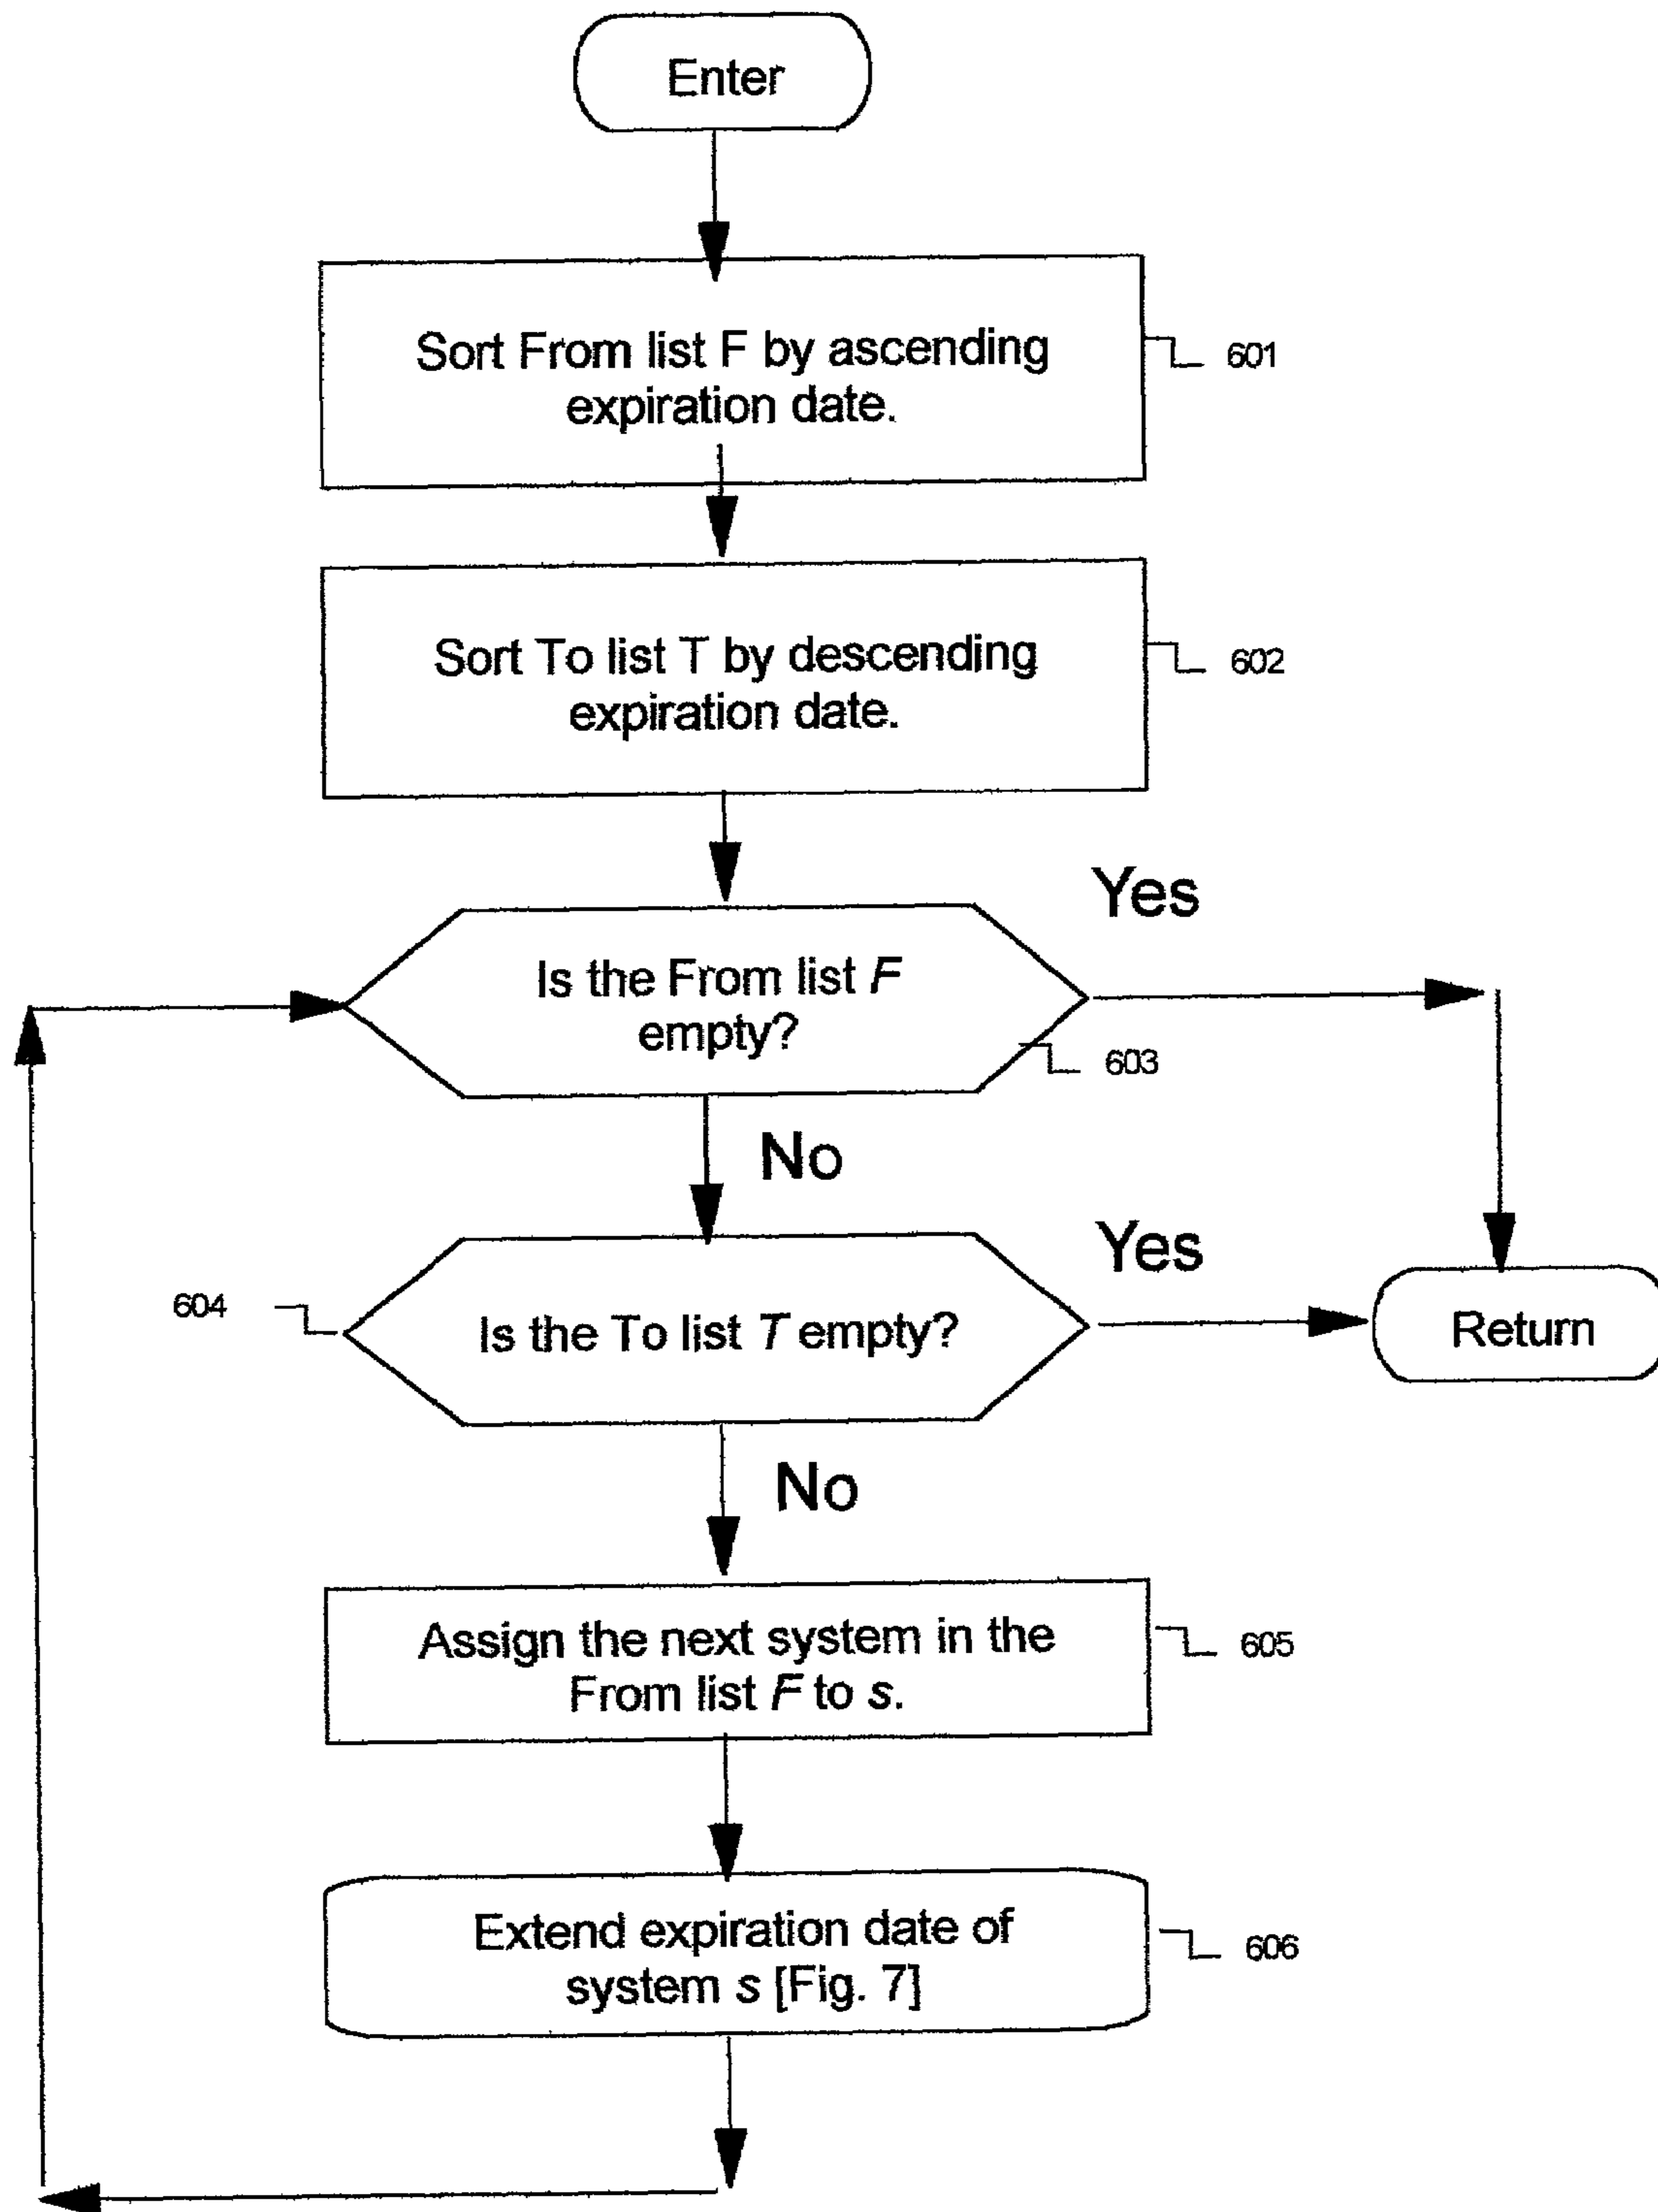 Enter
Sort From list F by ascending
expiration date.
601
Sort To list T by descending
expiration date.
602
Yes
Is the From list F
empty?
603
No
Yes
604
Is the To list T empty?
Return
No
Assign the next system in the
From list F to s.
605
Extend expiration date of
system s [Fig. 7]
606